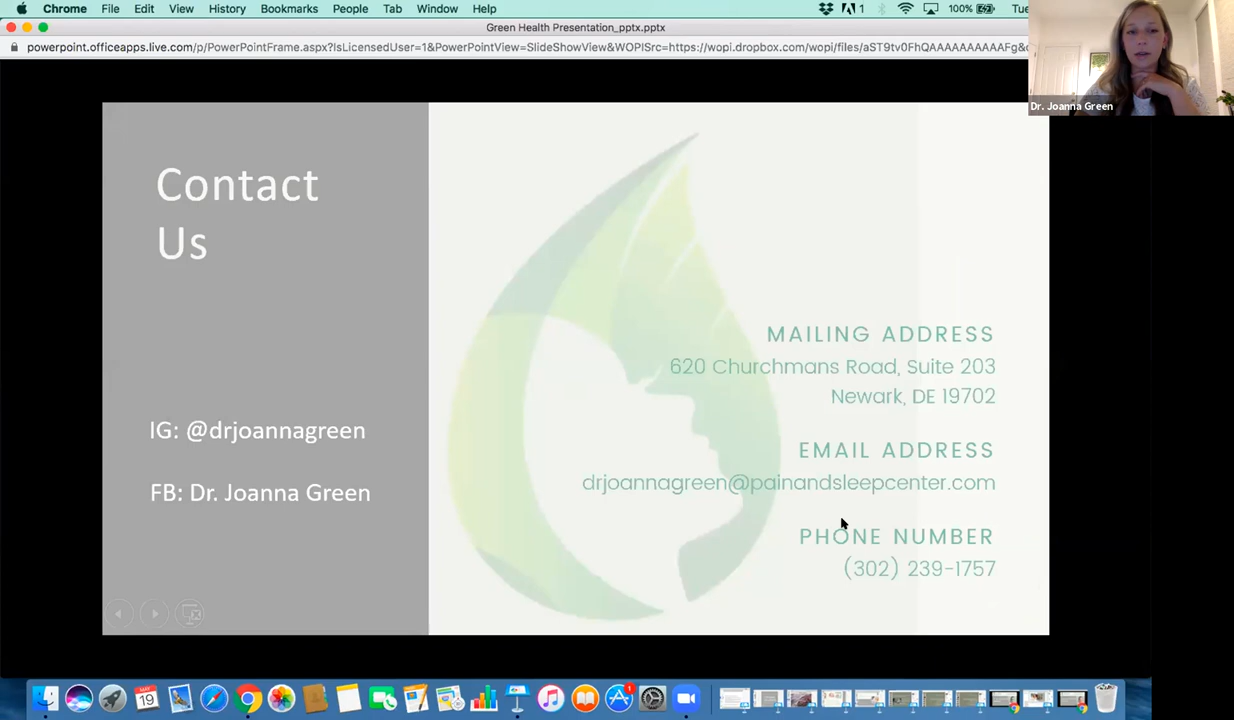 Chrome File Edit View History Bookmarks People Tab Window Help
1
100%
Tue
Green Health Presentation_pptx.pptx
powerpoint.officeapps.live.com/p/PowerPointFrame.aspx?IsLicensedUser=1&PowerPointView=SlideShowView&WOPISrc=https://wopi.dropbox.com/wopi/files/aST9tv0FhQAAAAAAAAAAFg&
Dr. Joanna Green
Contact
Us
IG: @drjoannagreen
FB: Dr. Joanna Green
MAILING ADDRESS
620 Churchmans Road, Suite 203
Newark, DE 19702
EMAIL ADDRESS
drjoannagreen@painandsleepcenter.com
PHONE NUMBER
(302) 239-1757
MAY
19
1